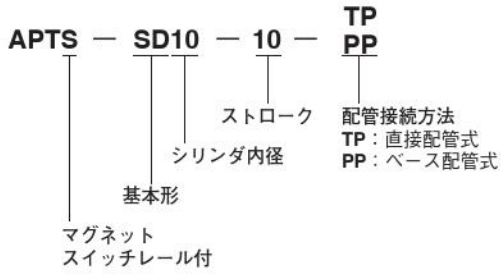 TP
APTS － SD10 － 10 － PP
ストローク
配管接続方法
TP：直接配管式
PP：ベース配管式
シリンダ内径
基本形
マグネット
スイッチレール付